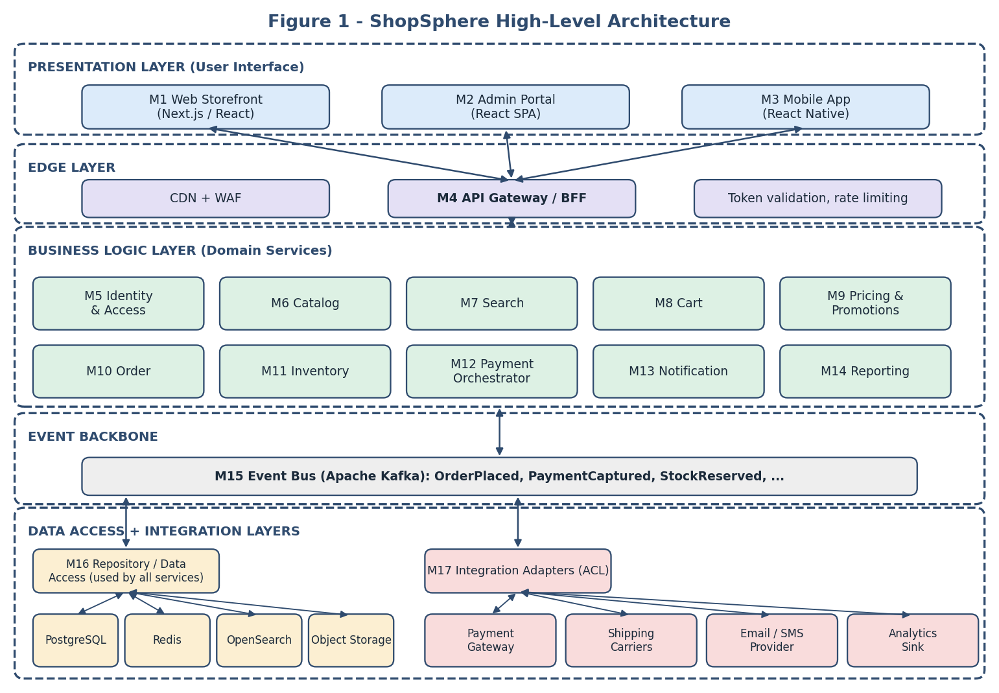 Figure 1 - ShopSphere High-Level Architecture
PRESENTATION LAYER (User Interface)
M1 Web Storefront
(Next.js / React)
M2 Admin Portal
(React SPA)
M3 Mobile App
(React Native)
EDGE LAYER
CDN + WAF
M4 API Gateway / BFF
Token validation, rate limiting
BUSINESS LOGIC LAYER (Domain Services)
M5 Identity
& Access
M6 Catalog
M7 Search
M8 Cart
M9 Pricing &
Promotions
M10 Order
M11 Inventory
M12 Payment
Orchestrator
M13 Notification
M14 Reporting
EVENT BACKBONE
M15 Event Bus (Apache Kafka): OrderPlaced, PaymentCaptured, StockReserved, ...
DATA ACCESS + INTEGRATION LAYERS
M16 Repository / Data
Access (used by all services)
M17 Integration Adapters (ACL)
PostgreSQL
Redis
OpenSearch
Object Storage
Payment
Gateway
Shipping
Carriers
Email / SMS
Provider
Analytics
Sink